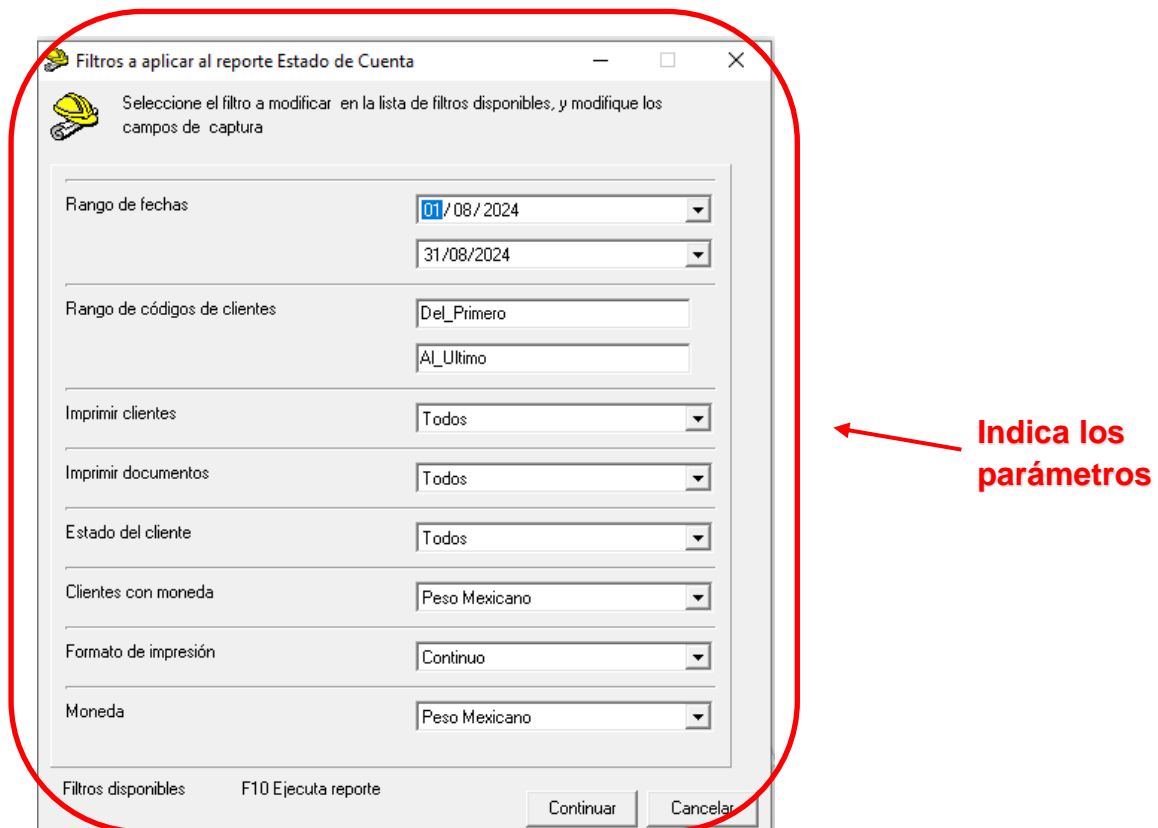 Filtros a aplicar al reporte Estado de Cuenta
Seleccione el filtro a modificar en la lista de filtros disponibles, y modifique los
campos de captura
Rango de fechas
01/08/2024
31/08/2024
Rango de códigos de clientes
Del_Primero
Al_Ultimo
Imprimir clientes
Todos
Imprimir documentos
Todos
Estado del cliente
Todos
Clientes con moneda
Peso Mexicano
Formato de impresión
Continuo
Moneda
Peso Mexicano
Filtros disponibles
F10 Ejecuta reporte
Continuar
Cancelar
Indica los
parámetros